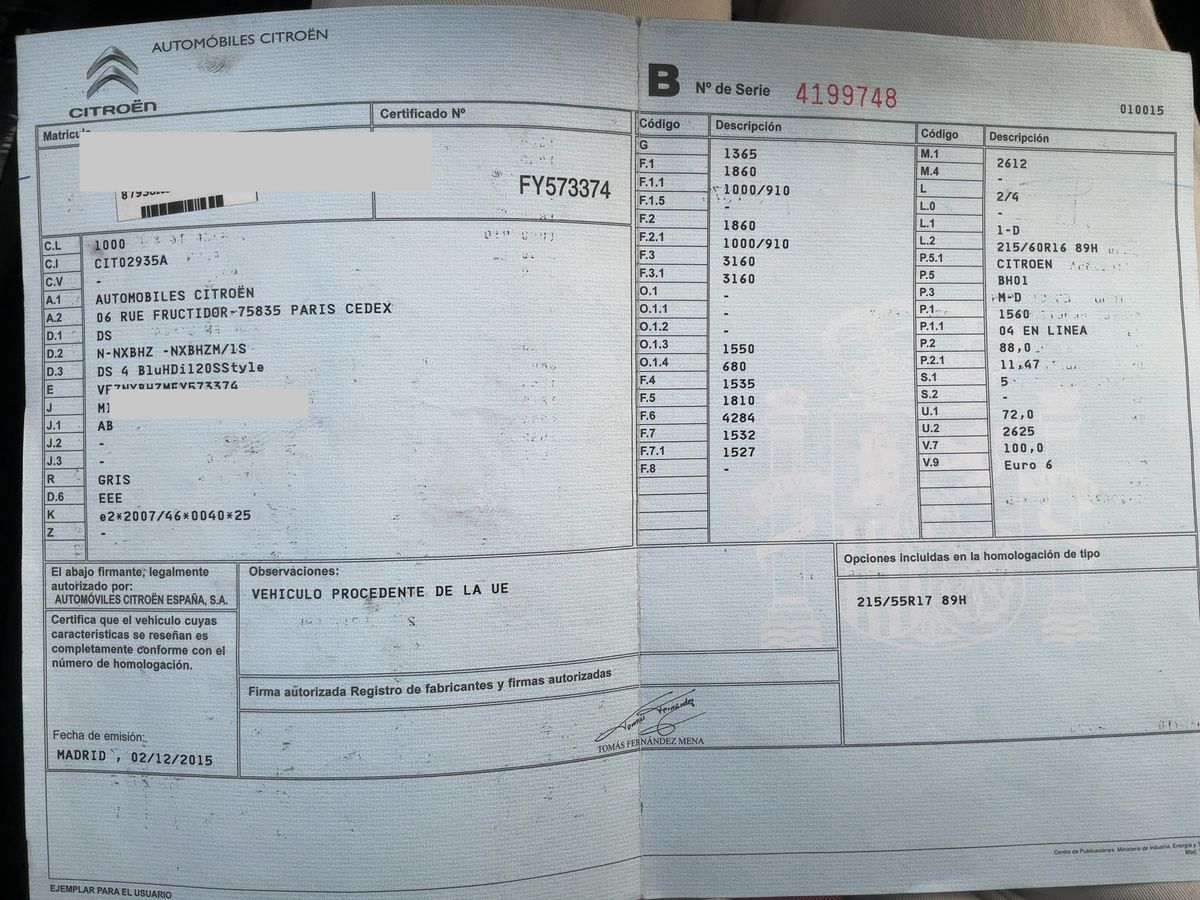 AUTOMÓBILES CITROËN
CITROËN
Certificado Nº
FY573374
C.L 1000
C.I CIT02935A
C.V -
A.1 AUTOMOBILES CITROËN
A.2 06 RUE FRUCTIDOR-75835 PARIS CEDEX
D.1 DS
D.2 N-NXBHZ -NXBHZM/1S
D.3 DS 4 BluHDi120SStyle
E
J
J.1 AB
J.2 -
J.3 -
R GRIS
D.6 EEE
K e2*2007/46*0040*25
Z -
El abajo firmante, legalmente
autorizado por:
AUTOMÓVILES CITROËN ESPAÑA, S.A.
Certifica que el vehículo cuyas
características se reseñan es
completamente conforme con el
número de homologación.
Fecha de emisión:
MADRID , 02/12/2015
Observaciones:
VEHICULO PROCEDENTE DE LA UE
Firma autorizada Registro de fabricantes y firmas autorizadas
TOMÁS FERNÁNDEZ MENA
EJEMPLAR PARA EL USUARIO
B Nº de Serie 4199748
010015
Código Descripción
G 1365
F.1 1860
F.1.1 1000/910
F.1.5 -
F.2 1860
F.2.1 1000/910
F.3 3160
F.3.1 3160
O.1 -
O.1.1 -
O.1.2 -
O.1.3 1550
O.1.4 680
F.4 1535
F.5 1810
F.6 4284
F.7 1532
F.7.1 1527
F.8 -
Código Descripción
M.1 2612
M.4 -
L 2/4
L.0 -
L.1 1-D
L.2 215/60R16 89H
P.5.1 CITROEN
P.5 BH01
P.3 M-D
P.1 1560
P.1.1 04 EN LINEA
P.2 88,0
P.2.1 11,47
S.1 5
S.2 -
U.1 72,0
U.2 2625
V.7 100,0
V.9 Euro 6
Opciones incluidas en la homologación de tipo
215/55R17 89H
Centro de Publicaciones. Ministerio de Industria, Energía y
Mod.